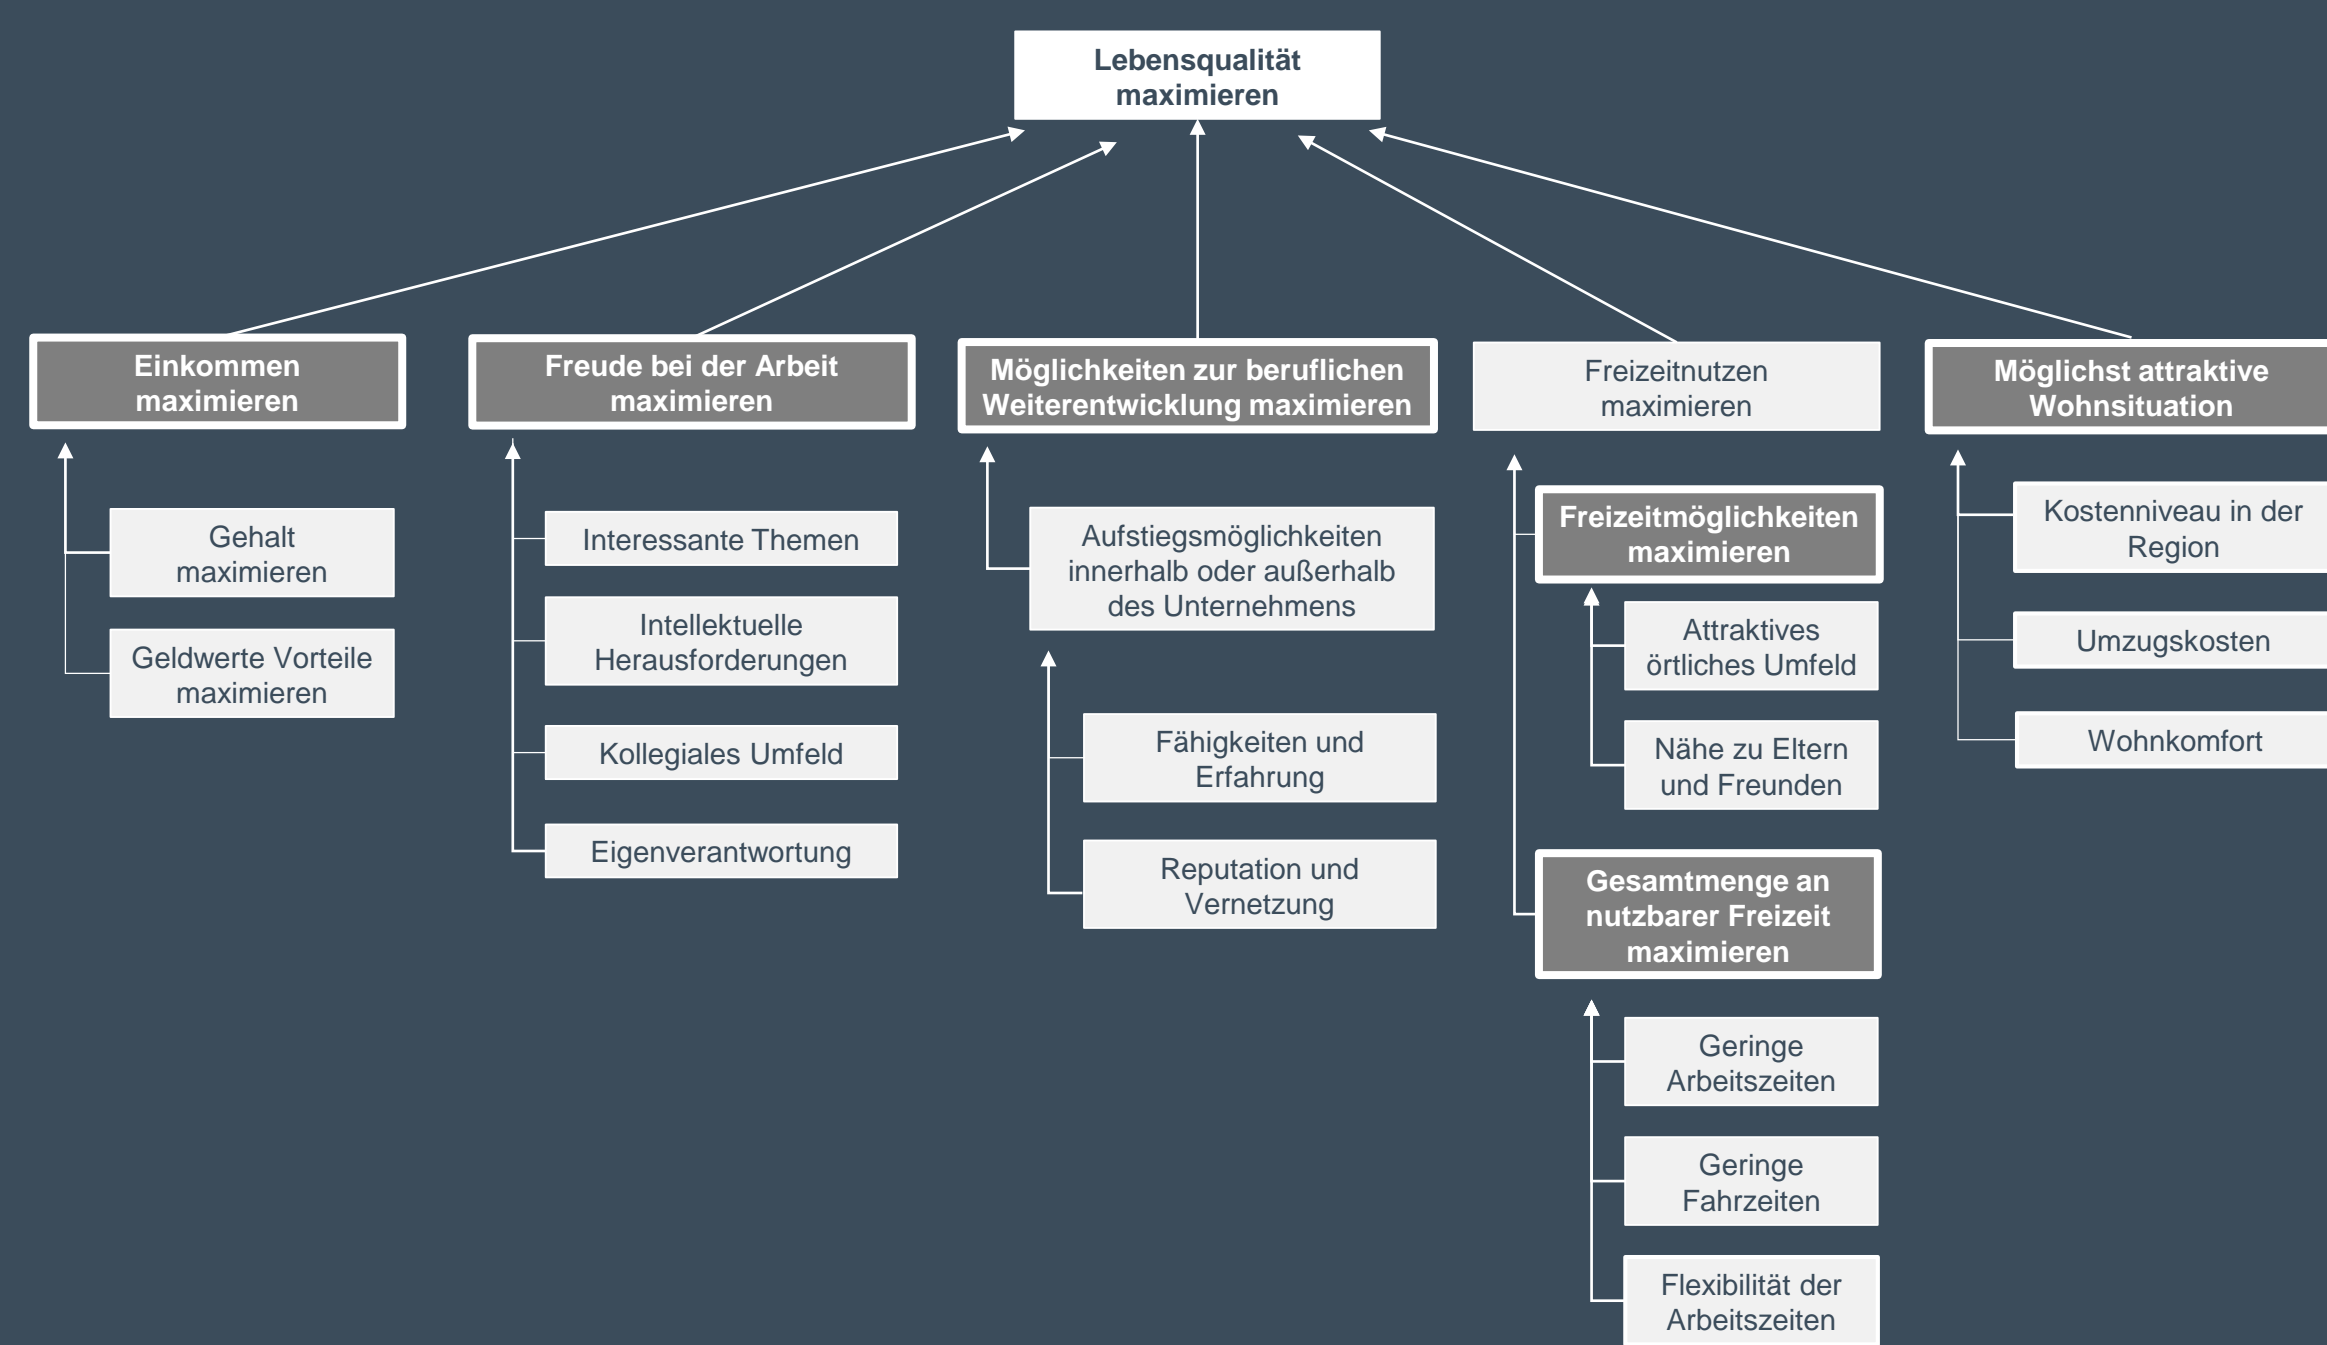 Lebensqualität
maximieren
Einkommen
maximieren
Gehalt
maximieren
Geldwerte Vorteile
maximieren
Freude bei der Arbeit
maximieren
Interessante Themen
Intellektuelle
Herausforderungen
Kollegiales Umfeld
Eigenverantwortung
Möglichkeiten zur beruflichen
Weiterentwicklung maximieren
Aufstiegsmöglichkeiten
innerhalb oder außerhalb
des Unternehmens
Fähigkeiten und
Erfahrung
Reputation und
Vernetzung
Freizeitnutzen
maximieren
Freizeitmöglichkeiten
maximieren
Attraktives
örtliches Umfeld
Nähe zu Eltern
und Freunden
Gesamtmenge an
nutzbarer Freizeit
maximieren
Geringe
Arbeitszeiten
Geringe
Fahrzeiten
Flexibilität der
Arbeitszeiten
Möglichst attraktive
Wohnsituation
Kostenniveau in der
Region
Umzugskosten
Wohnkomfort